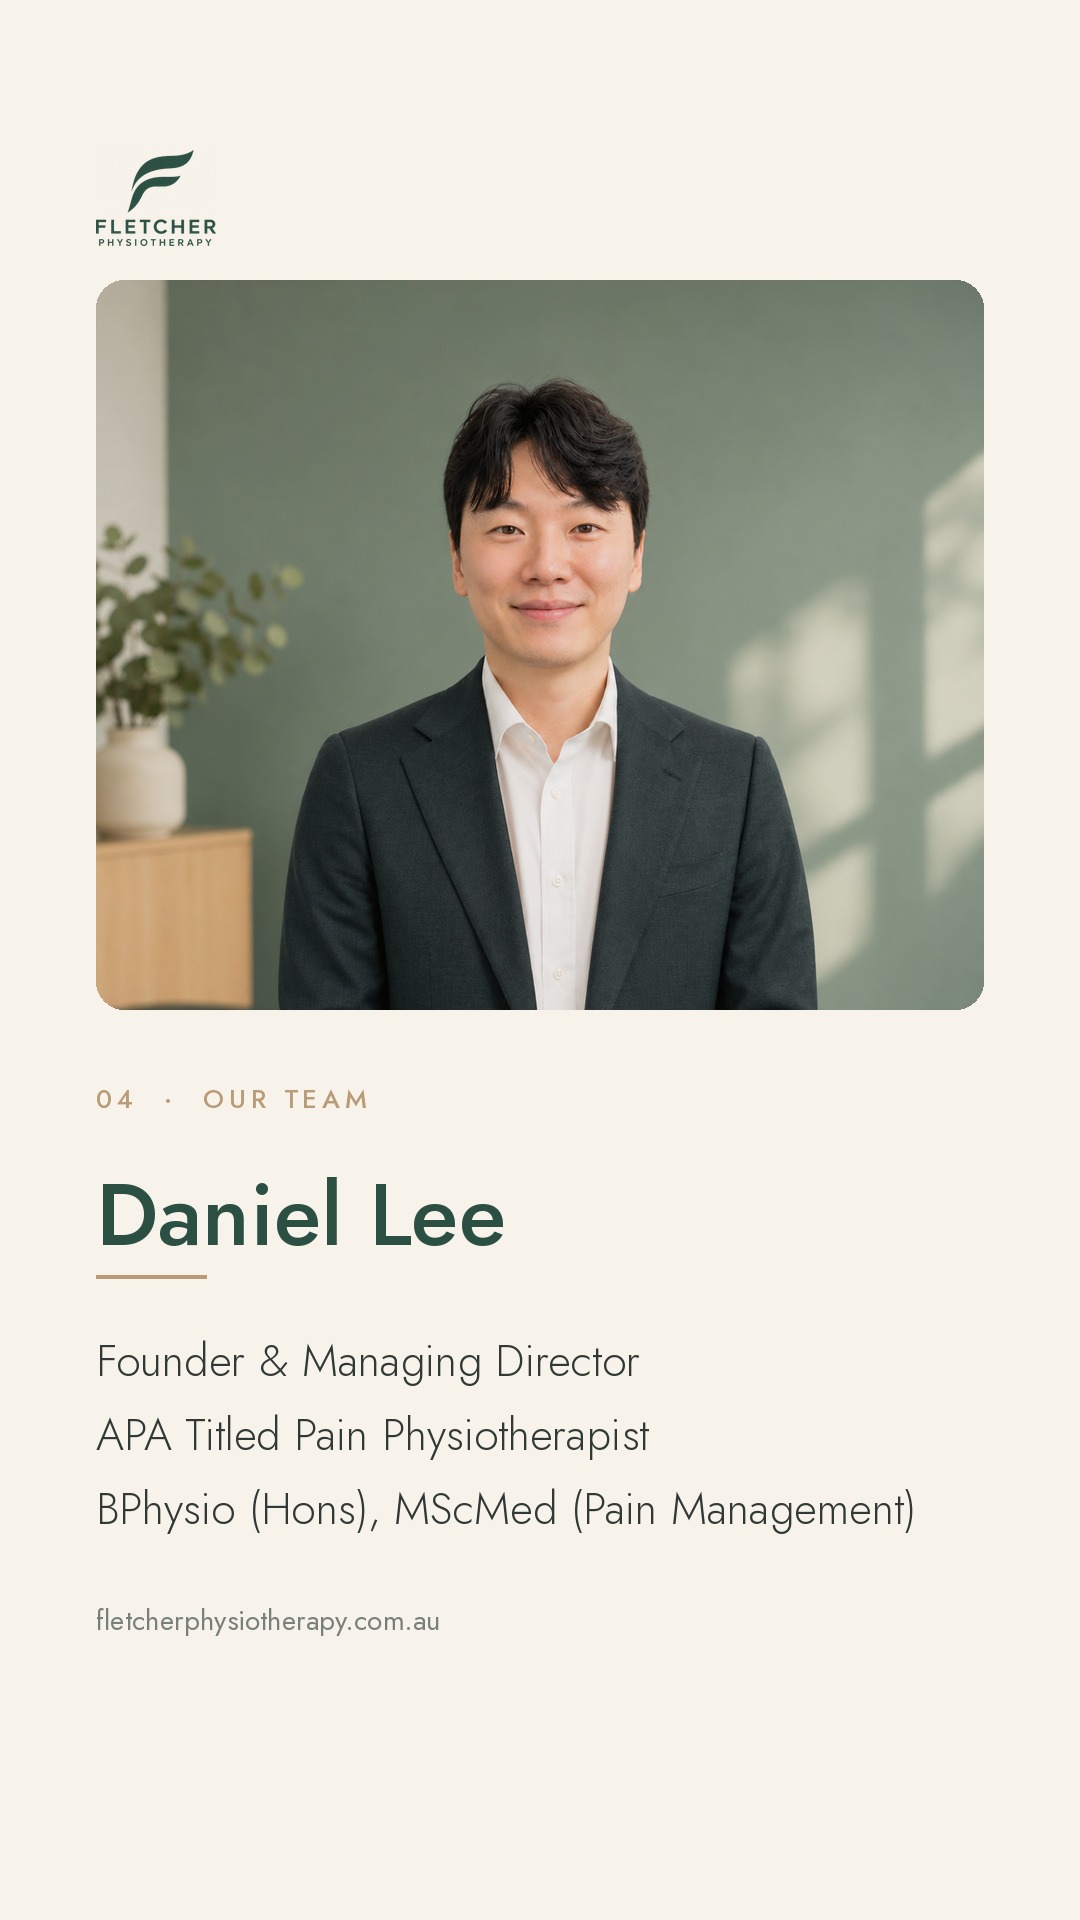 FLETCHER
PHYSIOTHERAPY
04 · OUR TEAM
Daniel Lee
Founder & Managing Director
APA Titled Pain Physiotherapist
BPhysio (Hons), MScMed (Pain Management)
fletcherphysiotherapy.com.au